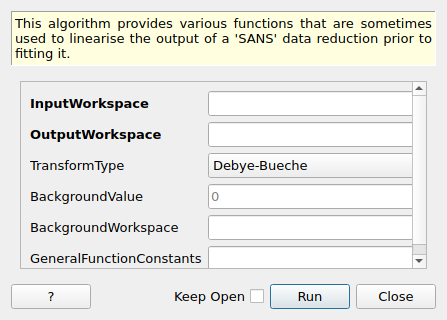 This algorithm provides various functions that are sometimes
used to linearise the output of a 'SANS' data reduction prior to
fitting it.
InputWorkspace
OutputWorkspace
TransformType Debye-Bueche
BackgroundValue 0
BackgroundWorkspace
GeneralFunctionConstants
? Keep Open Run Close